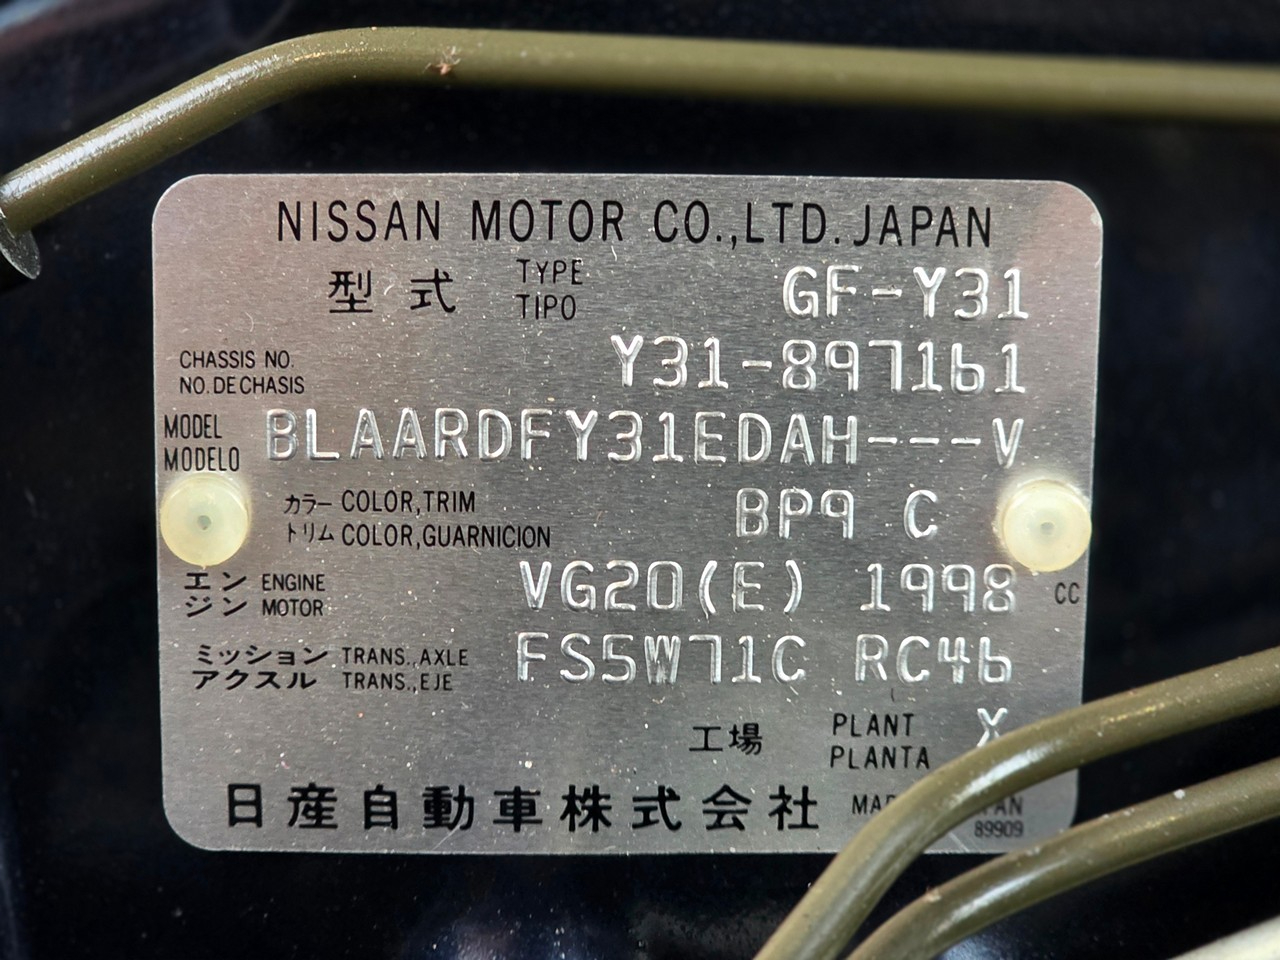 NISSAN MOTOR CO.,LTD. JAPAN
型式 TYPE GF-Y31
TIPO
CHASSIS NO. Y31-897161
NO. DE CHASIS
MODEL BLAARDFY31EDAH---V
MODELO
カラー COLOR,TRIM BP9 C
トリム COLOR,GUARNICION
エン ENGINE VG20(E) 1998 CC
ジン MOTOR
ミッション TRANS.,AXLE FS5W71C RC46
アクスル TRANS.,EJE
工場 PLANT X
PLANTA
日産自動車株式会社
89909